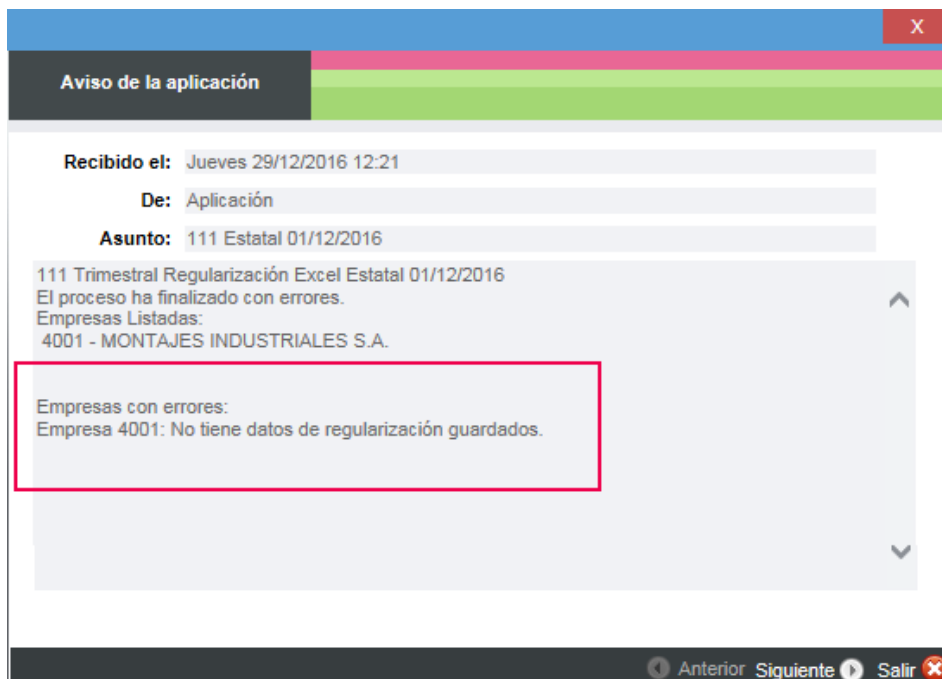 X
Aviso de la aplicación
Recibido el: Jueves 29/12/2016 12:21
De: Aplicación
Asunto: 111 Estatal 01/12/2016
111 Trimestral Regularización Excel Estatal 01/12/2016
El proceso ha finalizado con errores.
Empresas Listadas:
4001 - MONTAJES INDUSTRIALES S.A.
Empresas con errores:
Empresa 4001: No tiene datos de regularización guardados.
Anterior Siguiente Salir